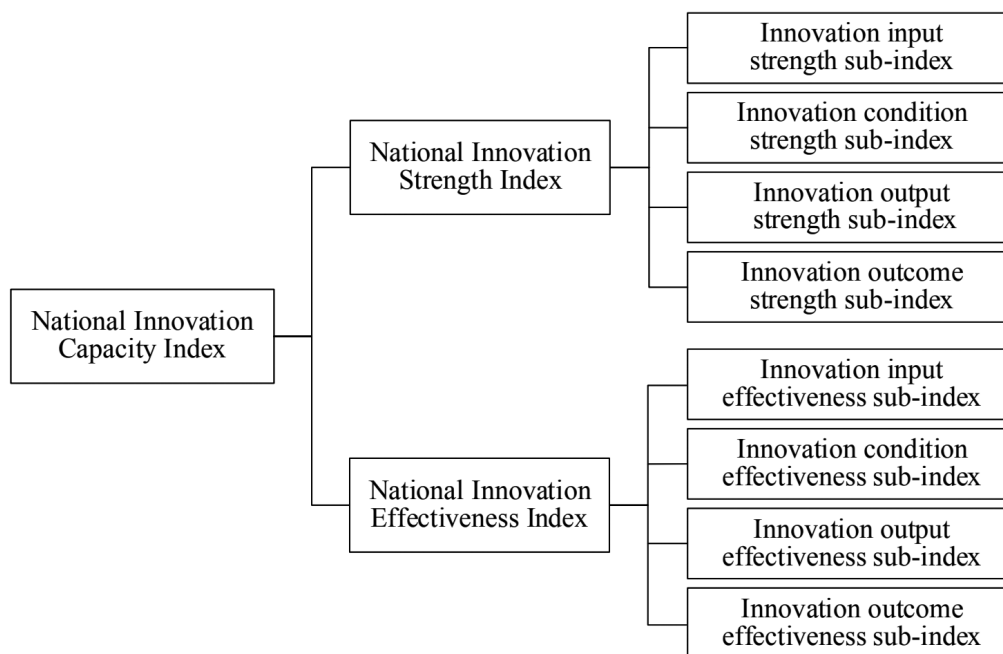 National Innovation
Capacity Index
National Innovation
Strength Index
Innovation input
strength sub-index
Innovation condition
strength sub-index
Innovation output
strength sub-index
Innovation outcome
strength sub-index
National Innovation
Effectiveness Index
Innovation input
effectiveness sub-index
Innovation condition
effectiveness sub-index
Innovation output
effectiveness sub-index
Innovation outcome
effectiveness sub-index